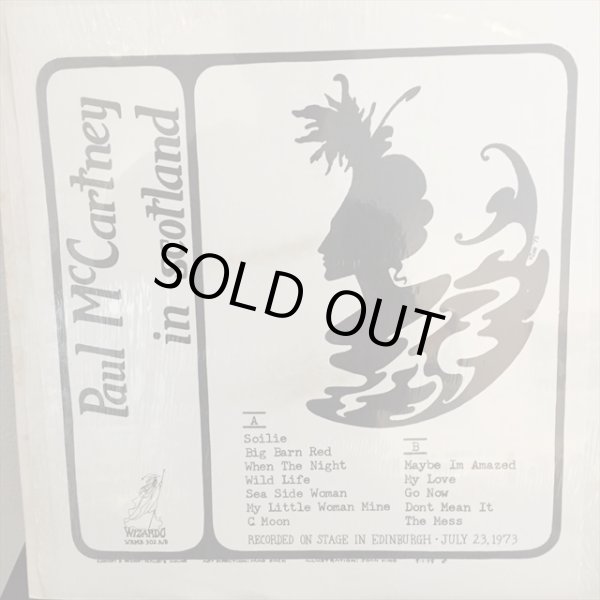 Paul McCartney
in Scotland
SOLD OUT
A
Soilie
Big Barn Red
When The Night
Wild Life
Sea Side Woman
My Little Woman Mine
C Moon
B
Maybe Im Amazed
My Love
Go Now
Dont Mean It
The Mess
RECORDED ON STAGE IN EDINBURGH · JULY 23, 1973
WIZARDO